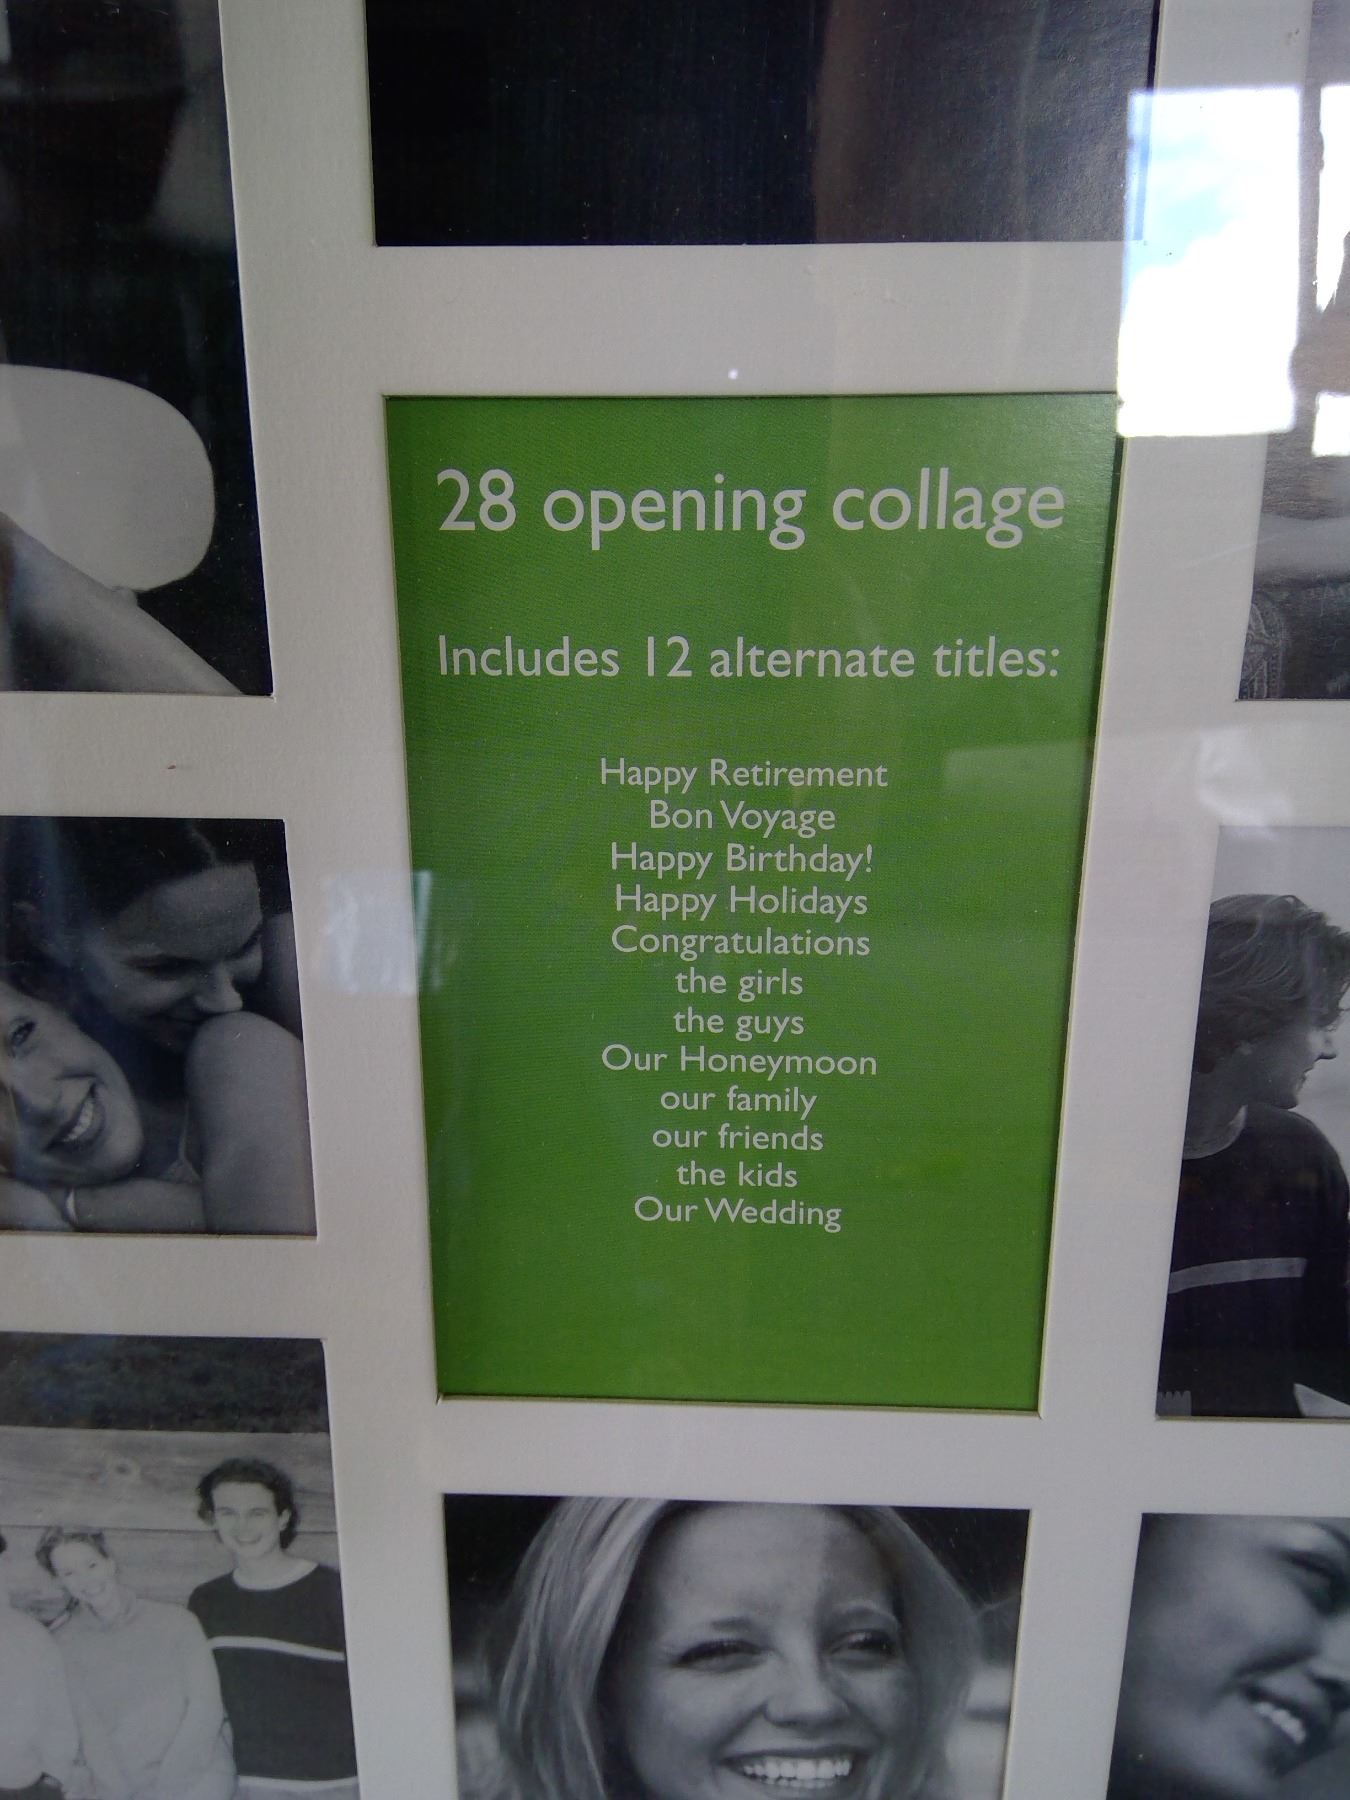 28 opening collage
Includes 12 alternate titles:
Happy Retirement
Bon Voyage
Happy Birthday!
Happy Holidays
Congratulations
the girls
the guys
Our Honeymoon
our family
our friends
the kids
Our Wedding